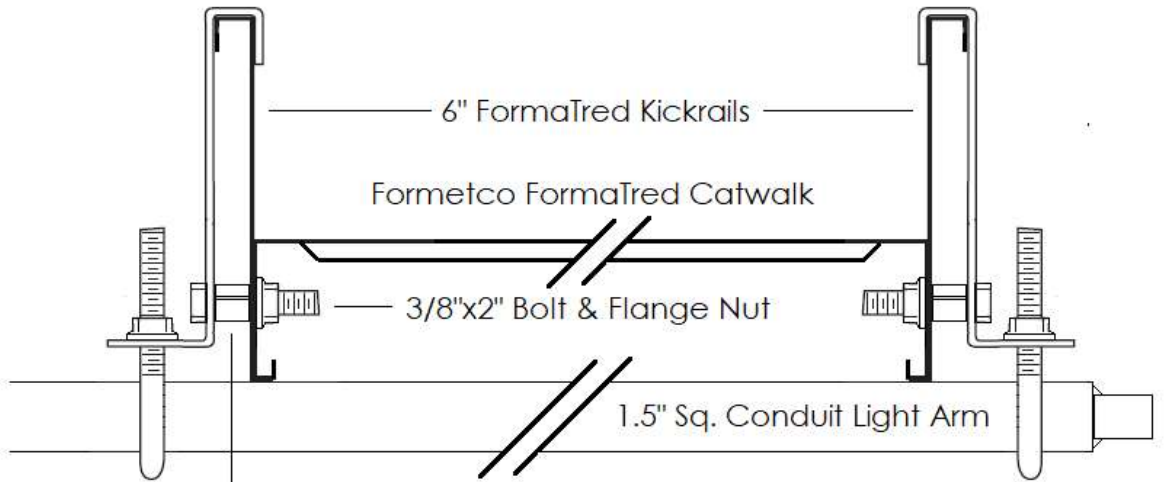 6" FormaTred Kickrails
Formetco FormaTred Catwalk
3/8"x2" Bolt & Flange Nut
1.5" Sq. Conduit Light Arm